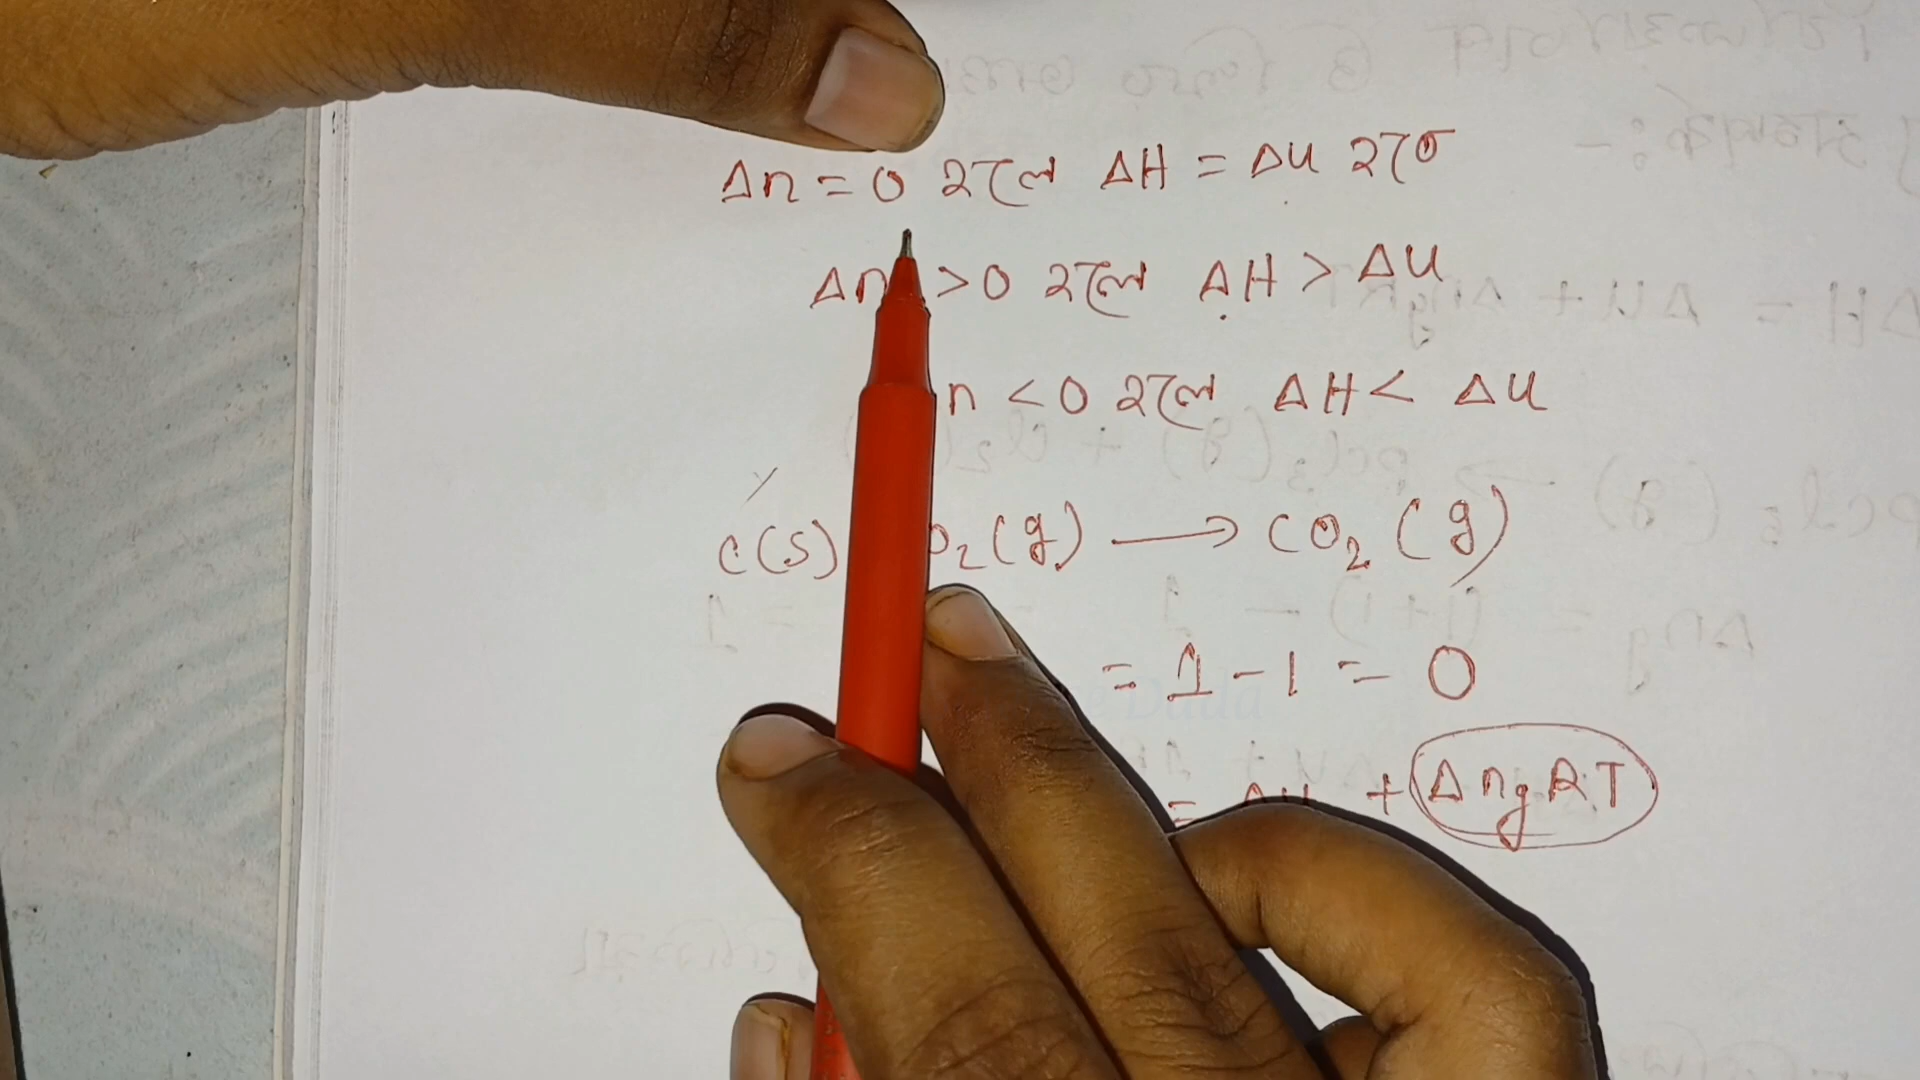 Δn = 0 হলে ΔH = ΔU হবে
Δn > 0 হলে ΔH > ΔU
n < 0 হলে ΔH < ΔU
C(s) O₂(g) ⟶ CO₂(g)
= 1 - 1 = 0
= ΔU + ΔngRT